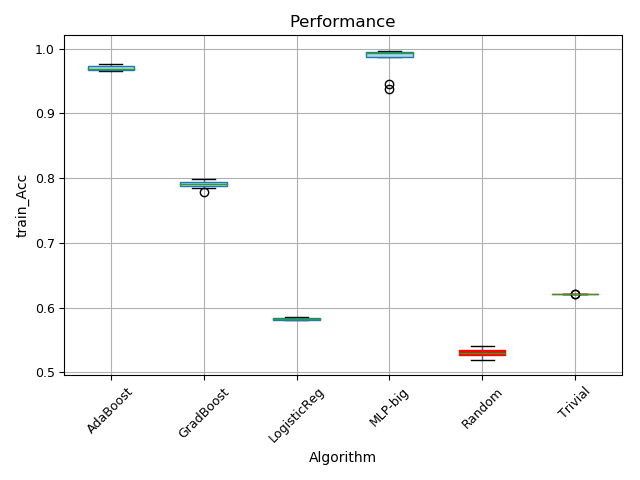 Performance
1.0
0.9
0.8
0.7
0.6
0.5
train_Acc
AdaBoost
GradBoost
LogisticReg
MLP-big
Random
Trivial
Algorithm